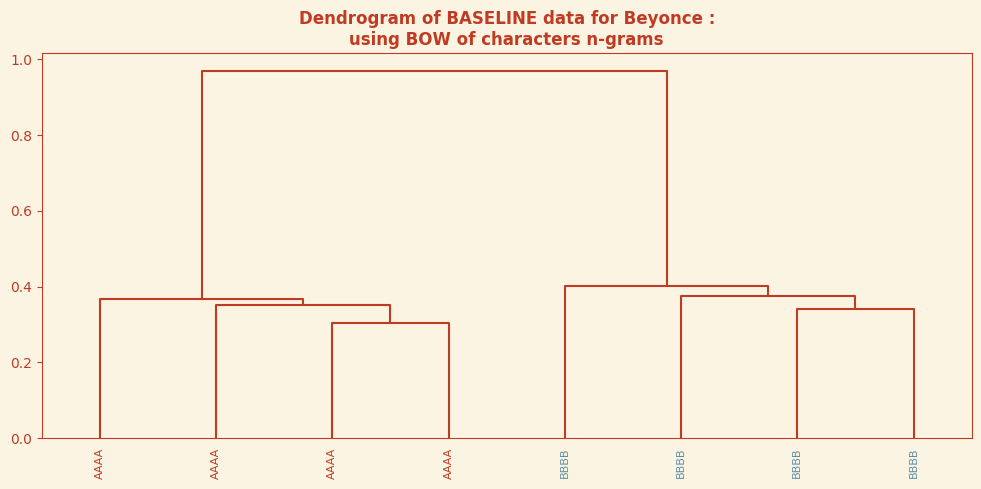 Dendrogram of BASELINE data for Beyonce :
using BOW of characters n-grams
1.0
0.8
0.6
0.4
0.2
0.0
AAAA AAAA AAAA AAAA BBBB BBBB BBBB BBBB